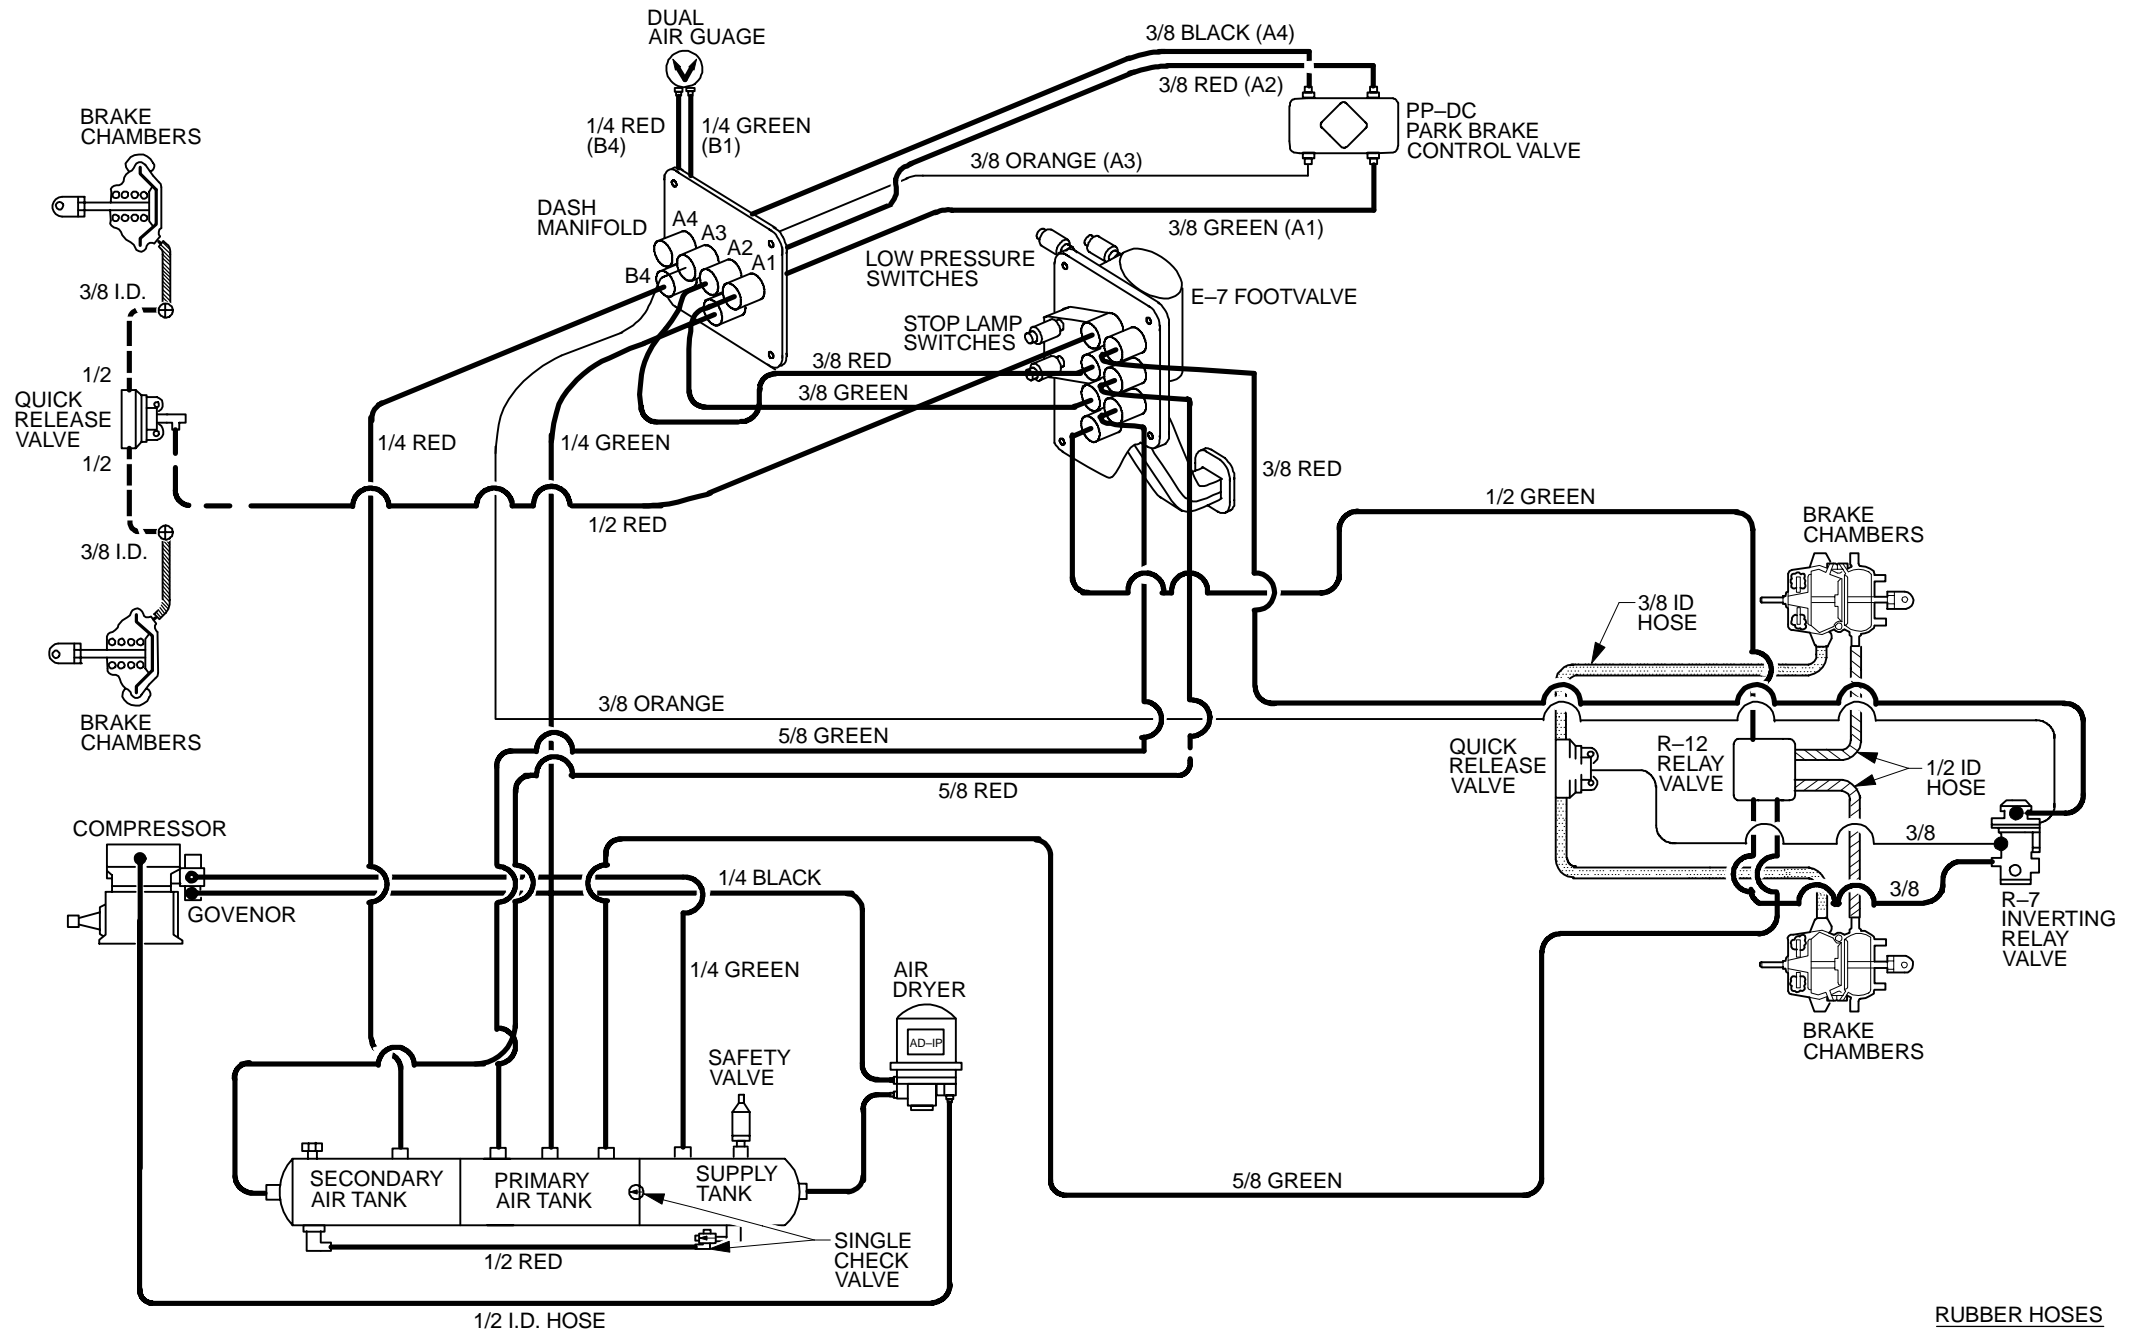 DUAL
AIR GUAGE
3/8 BLACK (A4)
3/8 RED (A2)
1/4 RED
(B4)
1/4 GREEN
(B1)
PP–DC
PARK BRAKE
CONTROL VALVE
BRAKE
CHAMBERS
3/8 ORANGE (A3)
DASH
MANIFOLD
A4
A3
A2
A1
B4
3/8 GREEN (A1)
LOW PRESSURE
SWITCHES
E–7 FOOTVALVE
3/8 I.D.
STOP LAMP
SWITCHES
3/8 RED
3/8 GREEN
1/2
QUICK
RELEASE
VALVE
1/2
1/4 RED
1/4 GREEN
3/8 RED
1/2 GREEN
1/2 RED
3/8 I.D.
BRAKE
CHAMBERS
3/8 ID
HOSE
BRAKE
CHAMBERS
3/8 ORANGE
5/8 GREEN
5/8 RED
QUICK
RELEASE
VALVE
R–12
RELAY
VALVE
1/2 ID
HOSE
COMPRESSOR
GOVENOR
1/4 BLACK
3/8
3/8
R–7
INVERTING
RELAY
VALVE
1/4 GREEN
AIR
DRYER
AD–IP
SAFETY
VALVE
BRAKE
CHAMBERS
SECONDARY
AIR TANK
PRIMARY
AIR TANK
SUPPLY
TANK
5/8 GREEN
SINGLE
CHECK
VALVE
1/2 RED
1/2 I.D. HOSE
RUBBER HOSES